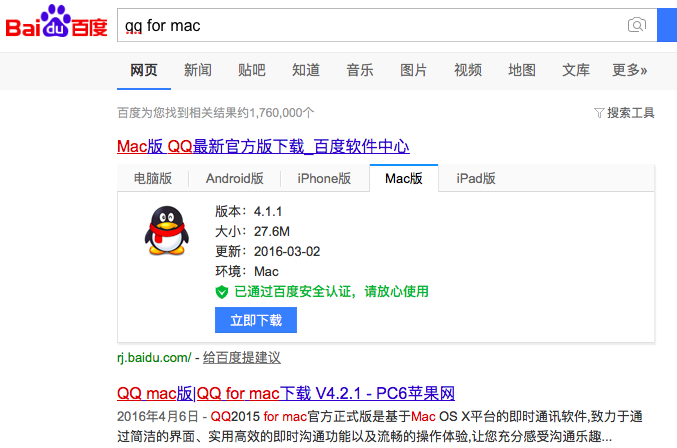 Bai du 百度
qq for mac
网页 新闻 贴吧 知道 音乐 图片 视频 地图 文库 更多»
百度为您找到相关结果约1,760,000个 搜索工具
Mac版 QQ最新官方版下载_百度软件中心
电脑版 Android版 iPhone版 Mac版 iPad版
版本：4.1.1
大小：27.6M
更新：2016-03-02
环境：Mac
已通过百度安全认证，请放心使用
立即下载
rj.baidu.com/ - 给百度提建议
QQ mac版|QQ for mac下载 V4.2.1 - PC6苹果网
2016年4月6日 - QQ2015 for mac官方正式版是基于Mac OS X平台的即时通讯软件,致力于通
过简洁的界面、实用高效的即时沟通功能以及流畅的操作体验,让您充分感受沟通乐趣...